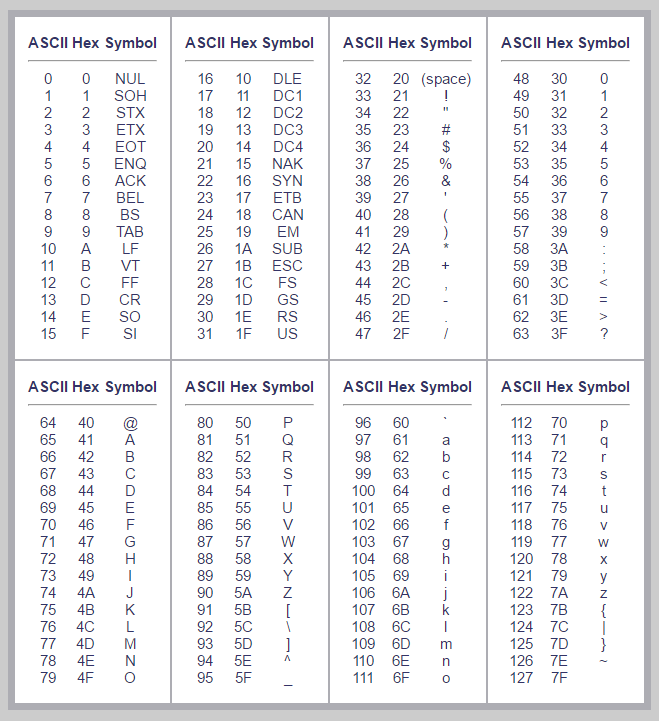 ASCII Hex Symbol
0 0 NUL
1 1 SOH
2 2 STX
3 3 ETX
4 4 EOT
5 5 ENQ
6 6 ACK
7 7 BEL
8 8 BS
9 9 TAB
10 A LF
11 B VT
12 C FF
13 D CR
14 E SO
15 F SI
ASCII Hex Symbol
16 10 DLE
17 11 DC1
18 12 DC2
19 13 DC3
20 14 DC4
21 15 NAK
22 16 SYN
23 17 ETB
24 18 CAN
25 19 EM
26 1A SUB
27 1B ESC
28 1C FS
29 1D GS
30 1E RS
31 1F US
ASCII Hex Symbol
32 20 (space)
33 21 !
34 22 "
35 23 #
36 24 $
37 25 %
38 26 &
39 27 '
40 28 (
41 29 )
42 2A *
43 2B +
44 2C ,
45 2D -
46 2E .
47 2F /
ASCII Hex Symbol
48 30 0
49 31 1
50 32 2
51 33 3
52 34 4
53 35 5
54 36 6
55 37 7
56 38 8
57 39 9
58 3A :
59 3B ;
60 3C <
61 3D =
62 3E >
63 3F ?
ASCII Hex Symbol
64 40 @
65 41 A
66 42 B
67 43 C
68 44 D
69 45 E
70 46 F
71 47 G
72 48 H
73 49 I
74 4A J
75 4B K
76 4C L
77 4D M
78 4E N
79 4F O
ASCII Hex Symbol
80 50 P
81 51 Q
82 52 R
83 53 S
84 54 T
85 55 U
86 56 V
87 57 W
88 58 X
89 59 Y
90 5A Z
91 5B [
92 5C \
93 5D ]
94 5E ^
95 5F _
ASCII Hex Symbol
96 60 `
97 61 a
98 62 b
99 63 c
100 64 d
101 65 e
102 66 f
103 67 g
104 68 h
105 69 i
106 6A j
107 6B k
108 6C l
109 6D m
110 6E n
111 6F o
ASCII Hex Symbol
112 70 p
113 71 q
114 72 r
115 73 s
116 74 t
117 75 u
118 76 v
119 77 w
120 78 x
121 79 y
122 7A z
123 7B {
124 7C |
125 7D }
126 7E ~
127 7F